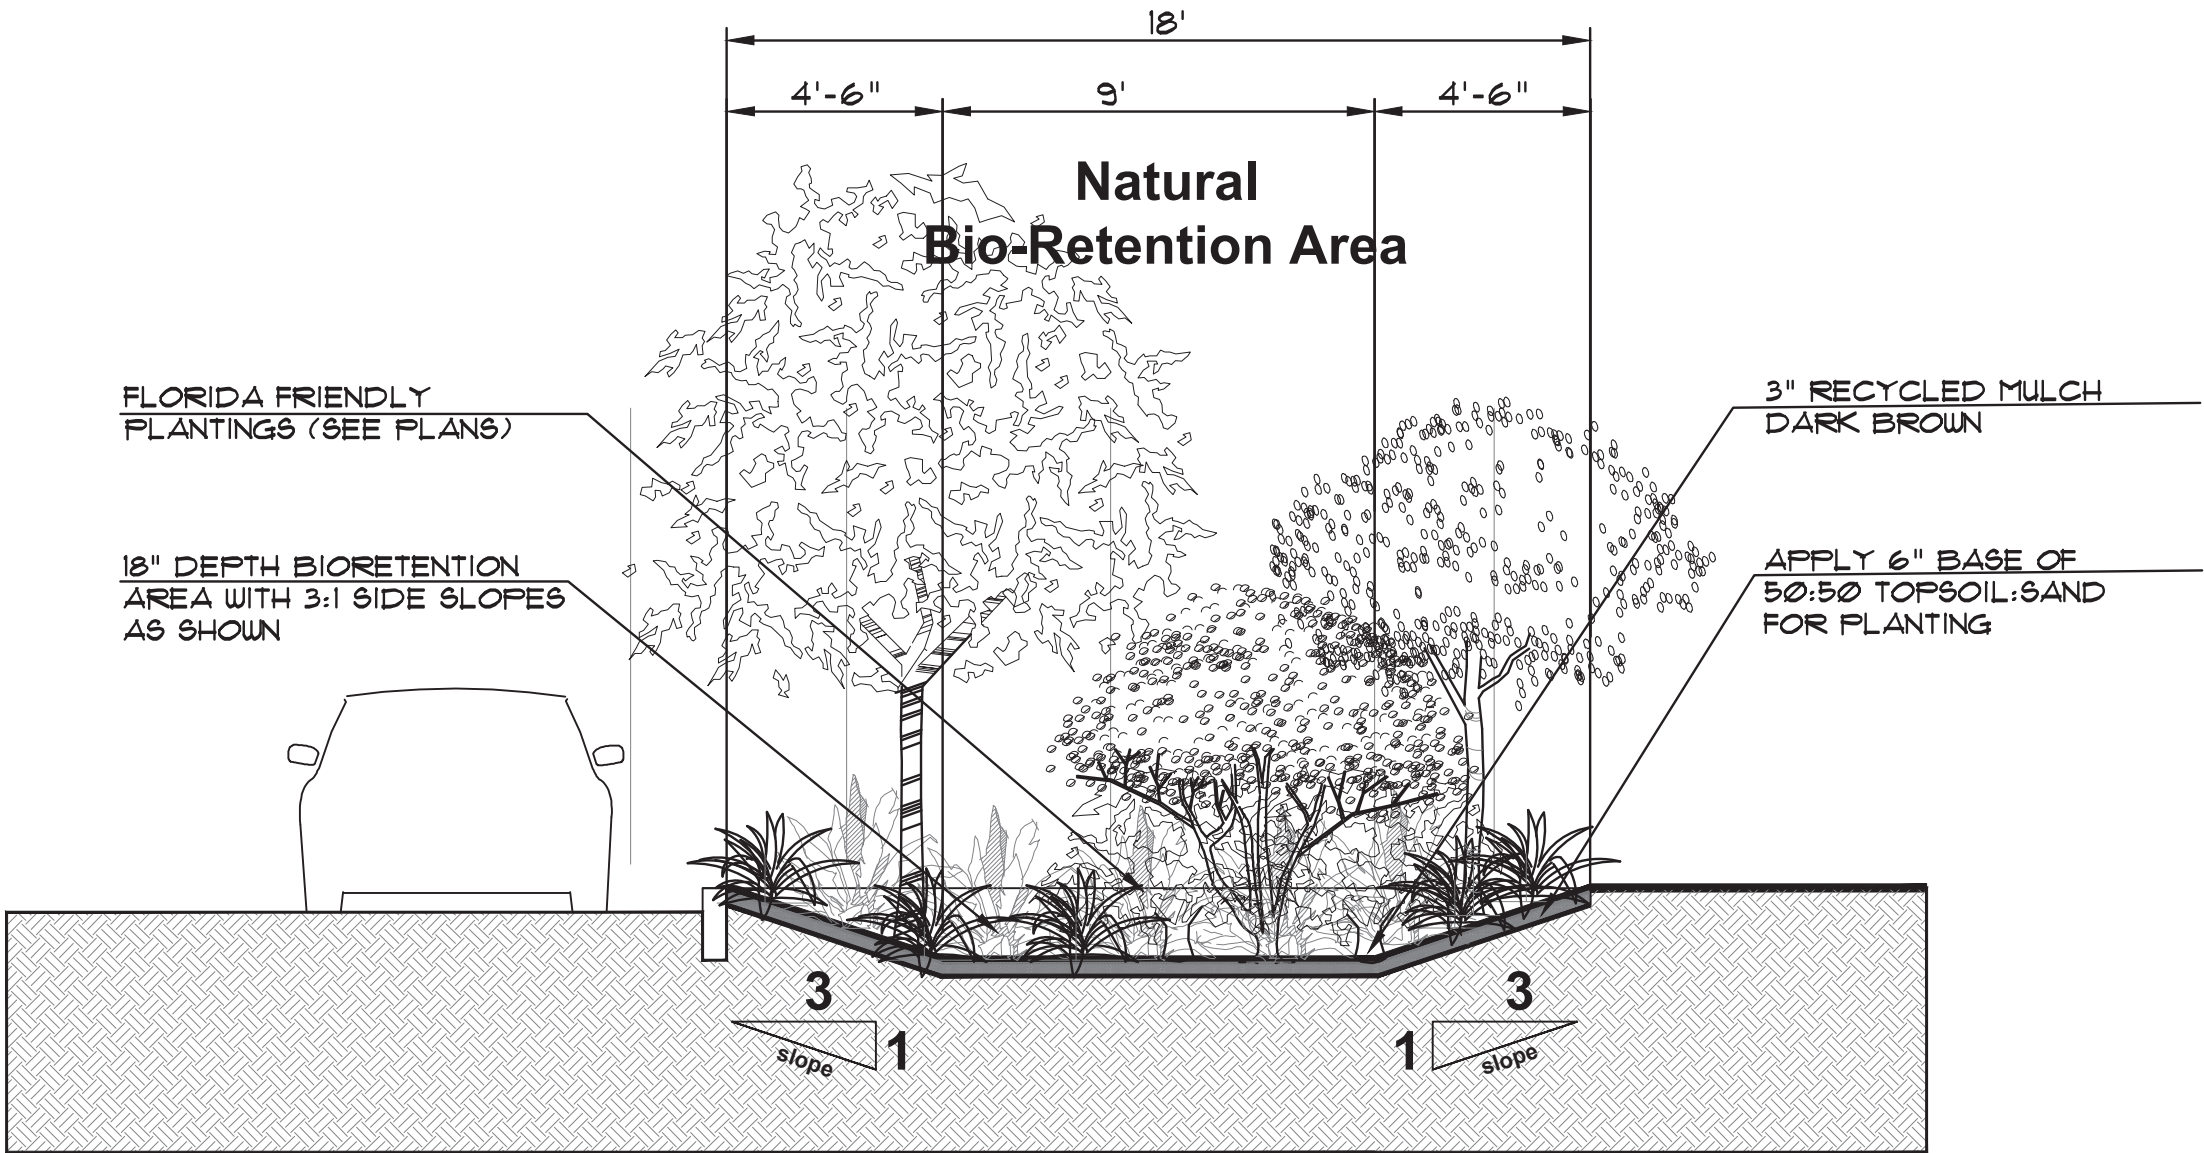 18'
4'-6"
9'
4'-6"
Natural
Bio-Retention Area
FLORIDA FRIENDLY
PLANTINGS (SEE PLANS)
3" RECYCLED MULCH
DARK BROWN
18" DEPTH BIORETENTION
AREA WITH 3:1 SIDE SLOPES
AS SHOWN
APPLY 6" BASE OF
50:50 TOPSOIL:SAND
FOR PLANTING
3
1
slope
3
1
slope